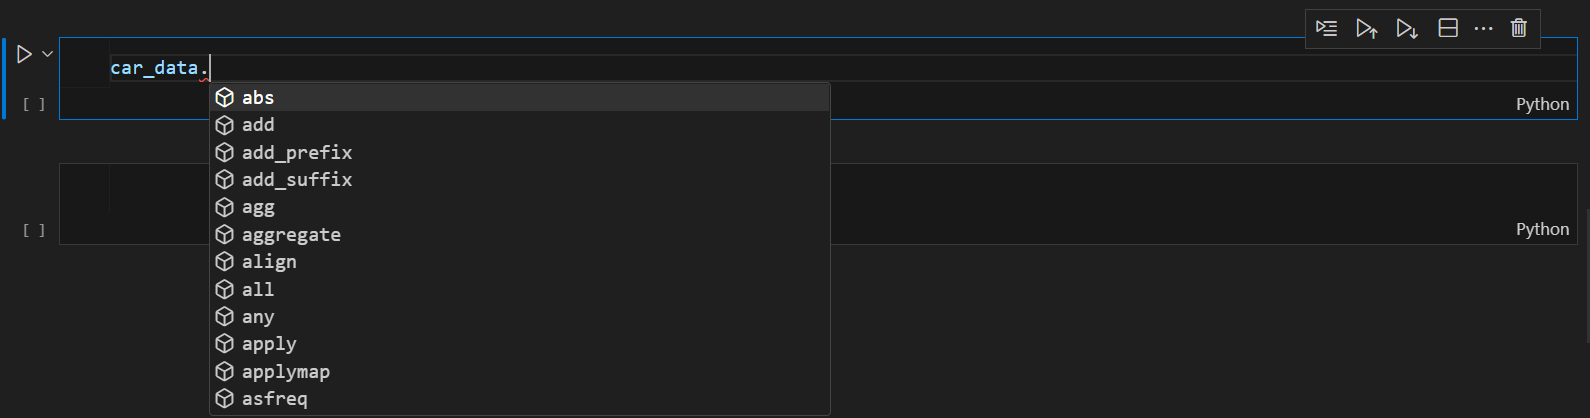 car_data.
[ ]
abs
Python
add
add_prefix
add_suffix
agg
[ ]
aggregate
Python
align
all
any
apply
applymap
asfreq